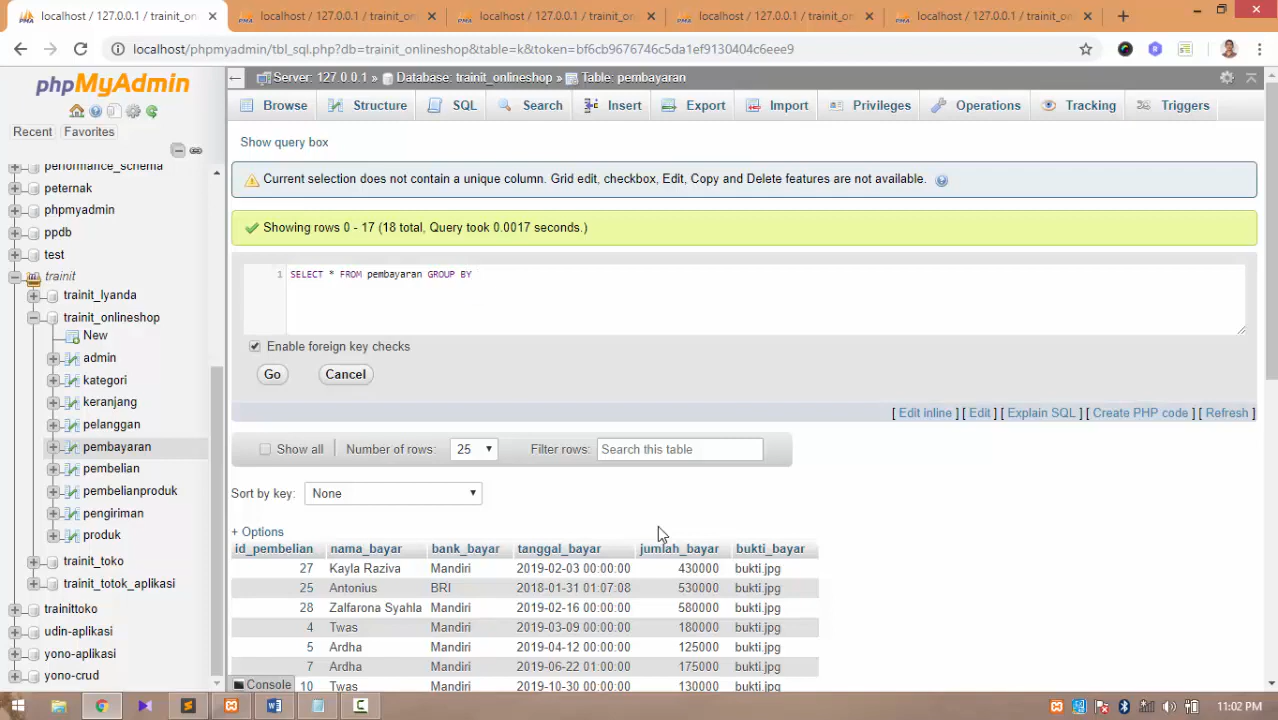 localhost / 127.0.0.1 / trainit_on
localhost / 127.0.0.1 / trainit_on
localhost / 127.0.0.1 / trainit_on
localhost / 127.0.0.1 / trainit_on
localhost / 127.0.0.1 / trainit_on
localhost/phpmyadmin/tbl_sql.php?db=trainit_onlineshop&table=k&token=bf6cb9676746c5da1ef9130404c6eee9
phpMyAdmin
Recent Favorites
performance_schema
peternak
phpmyadmin
ppdb
test
trainit
trainit_lyanda
trainit_onlineshop
New
admin
kategori
keranjang
pelanggan
pembayaran
pembelian
pembelianproduk
pengiriman
produk
trainit_toko
trainit_totok_aplikasi
trainittoko
udin-aplikasi
yono-aplikasi
yono-crud
Server: 127.0.0.1 » Database: trainit_onlineshop » Table: pembayaran
Browse Structure SQL Search Insert Export Import Privileges Operations Tracking Triggers
Show query box
Current selection does not contain a unique column. Grid edit, checkbox, Edit, Copy and Delete features are not available.
Showing rows 0 - 17 (18 total, Query took 0.0017 seconds.)
1 SELECT * FROM pembayaran GROUP BY
Enable foreign key checks
Go Cancel
[ Edit inline ] [ Edit ] [ Explain SQL ] [ Create PHP code ] [ Refresh ]
Show all Number of rows: 25 Filter rows: Search this table
Sort by key: None
+ Options
id_pembelian nama_bayar bank_bayar tanggal_bayar jumlah_bayar bukti_bayar
27 Kayla Raziva Mandiri 2019-02-03 00:00:00 430000 bukti.jpg
25 Antonius BRI 2018-01-31 01:07:08 530000 bukti.jpg
28 Zalfarona Syahla Mandiri 2019-02-16 00:00:00 580000 bukti.jpg
4 Twas Mandiri 2019-03-09 00:00:00 180000 bukti.jpg
5 Ardha Mandiri 2019-04-12 00:00:00 125000 bukti.jpg
7 Ardha Mandiri 2019-06-22 01:00:00 175000 bukti.jpg
10 Twas Mandiri 2019-10-30 00:00:00 130000 bukti.jpg
Console
11:02 PM